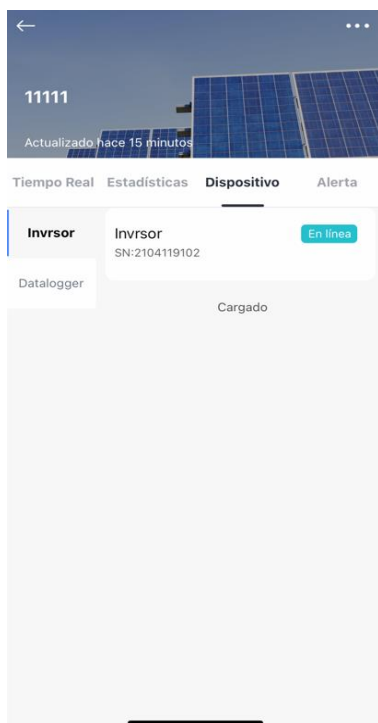 11111
Actualizado hace 15 minutos
Tiempo Real Estadísticas Dispositivo Alerta
Invrsor
Datalogger
Invrsor
En línea
SN:2104119102
Cargado